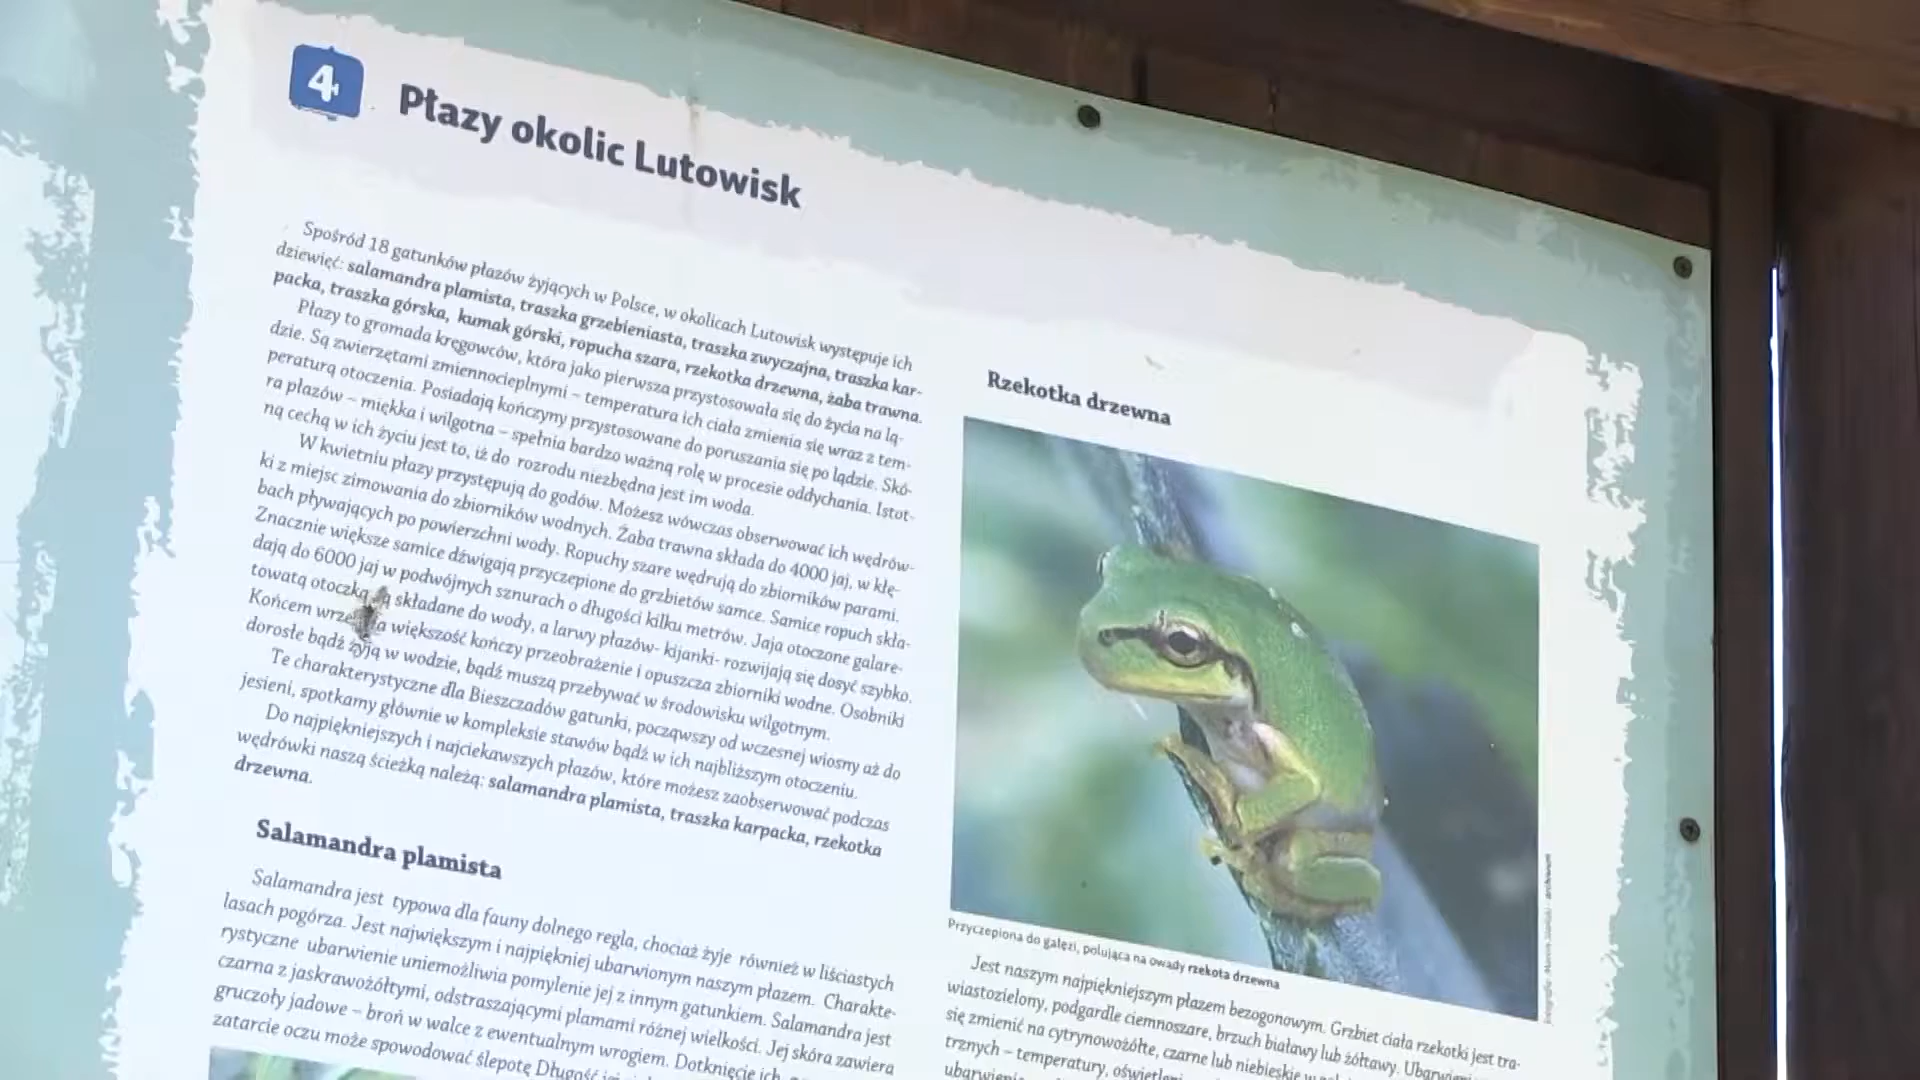 4
Płazy okolic Lutowisk
Spośród 18 gatunków płazów żyjących w Polsce, w okolicach Lutowisk występuje ich
dziewięć: salamandra plamista, traszka grzebieniasta, traszka zwyczajna, traszka kar-
packa, traszka górska, kumak górski, ropucha szara, rzekotka drzewna, żaba trawna.
Płazy to gromada kręgowców, która jako pierwsza przystosowała się do życia na lą-
dzie. Są zwierzętami zmiennocieplnymi – temperatura ich ciała zmienia się wraz z tem-
peraturą otoczenia. Posiadają kończyny przystosowane do poruszania się po lądzie. Skó-
ra płazów – miękka i wilgotna – spełnia bardzo ważną rolę w procesie oddychania. Istot-
ną cechą w ich życiu jest to, iż do rozrodu niezbędna jest im woda.
W kwietniu płazy przystępują do godów. Możesz wówczas obserwować ich wędrów-
ki z miejsc zimowania do zbiorników wodnych. Żaba trawna składa do 4000 jaj, w kłę-
bach pływających po powierzchni wody. Ropuchy szare wędrują do zbiorników parami.
Znacznie większe samice dźwigają przyczepione do grzbietów samce. Samice ropuch skła-
dają do 6000 jaj w podwójnych sznurach o długości kilku metrów. Jaja otoczone galare-
towatą otoczką są składane do wody, a larwy płazów- kijanki- rozwijają się dosyć szybko.
Końcem września większość kończy przeobrażenie i opuszcza zbiorniki wodne. Osobniki
dorosłe bądź żyją w wodzie, bądź muszą przebywać w środowisku wilgotnym.
Te charakterystyczne dla Bieszczadów gatunki, począwszy od wczesnej wiosny aż do
jesieni, spotkamy głównie w kompleksie stawów bądź w ich najbliższym otoczeniu.
Do najpiękniejszych i najciekawszych płazów, które możesz zaobserwować podczas
wędrówki naszą ścieżką należą: salamandra plamista, traszka karpacka, rzekotka
drzewna.
Salamandra plamista
Salamandra jest typowa dla fauny dolnego regla, chociaż żyje również w liściastych
lasach pogórza. Jest największym i najpiękniej ubarwionym naszym płazem. Charakte-
rystyczne ubarwienie uniemożliwia pomylenie jej z innym gatunkiem. Salamandra jest
czarna z jaskrawożółtymi, odstraszającymi plamami różnej wielkości. Jej skóra zawiera
gruczoły jadowe – broń w walce z ewentualnym wrogiem. Dotknięcie ich
zatarcie oczu może spowodować ślepotę Długość
Rzekotka drzewna
Przyczepiona do gałęzi, polująca na owady rzekota drzewna
Jest naszym najpiękniejszym płazem bezogonowym. Grzbiet ciała rzekotki jest tra-
wiastozielony, podgardle ciemnoszare, brzuch białawy lub żółtawy. Ubarwienie
się zmienić na cytrynowożółte, czarne lub niebieskie
trznych – temperatury, oświetleni
ubarwienie